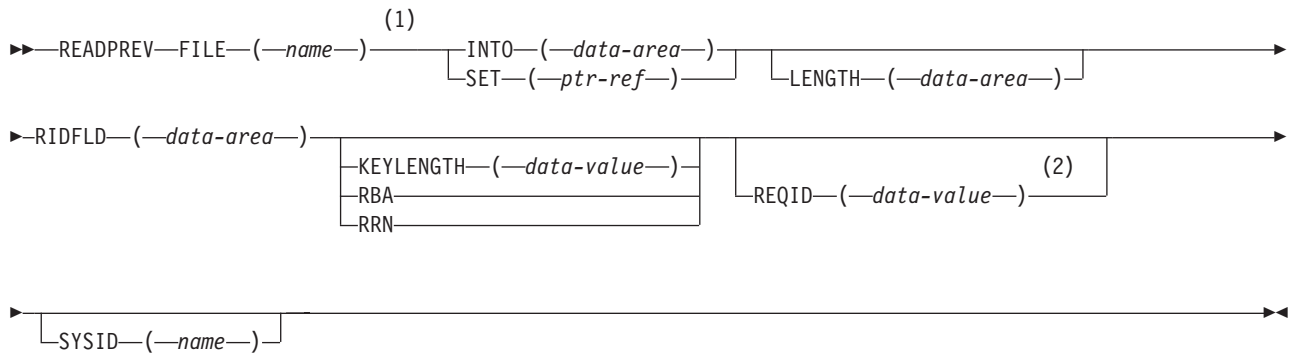 (1)
READPREV FILE ( name ) INTO ( data-area )
SET ( ptr-ref ) LENGTH ( data-area )
RIDFLD ( data-area )
KEYLENGTH ( data-value ) (2)
RBA REQID ( data-value )
RRN
SYSID ( name )